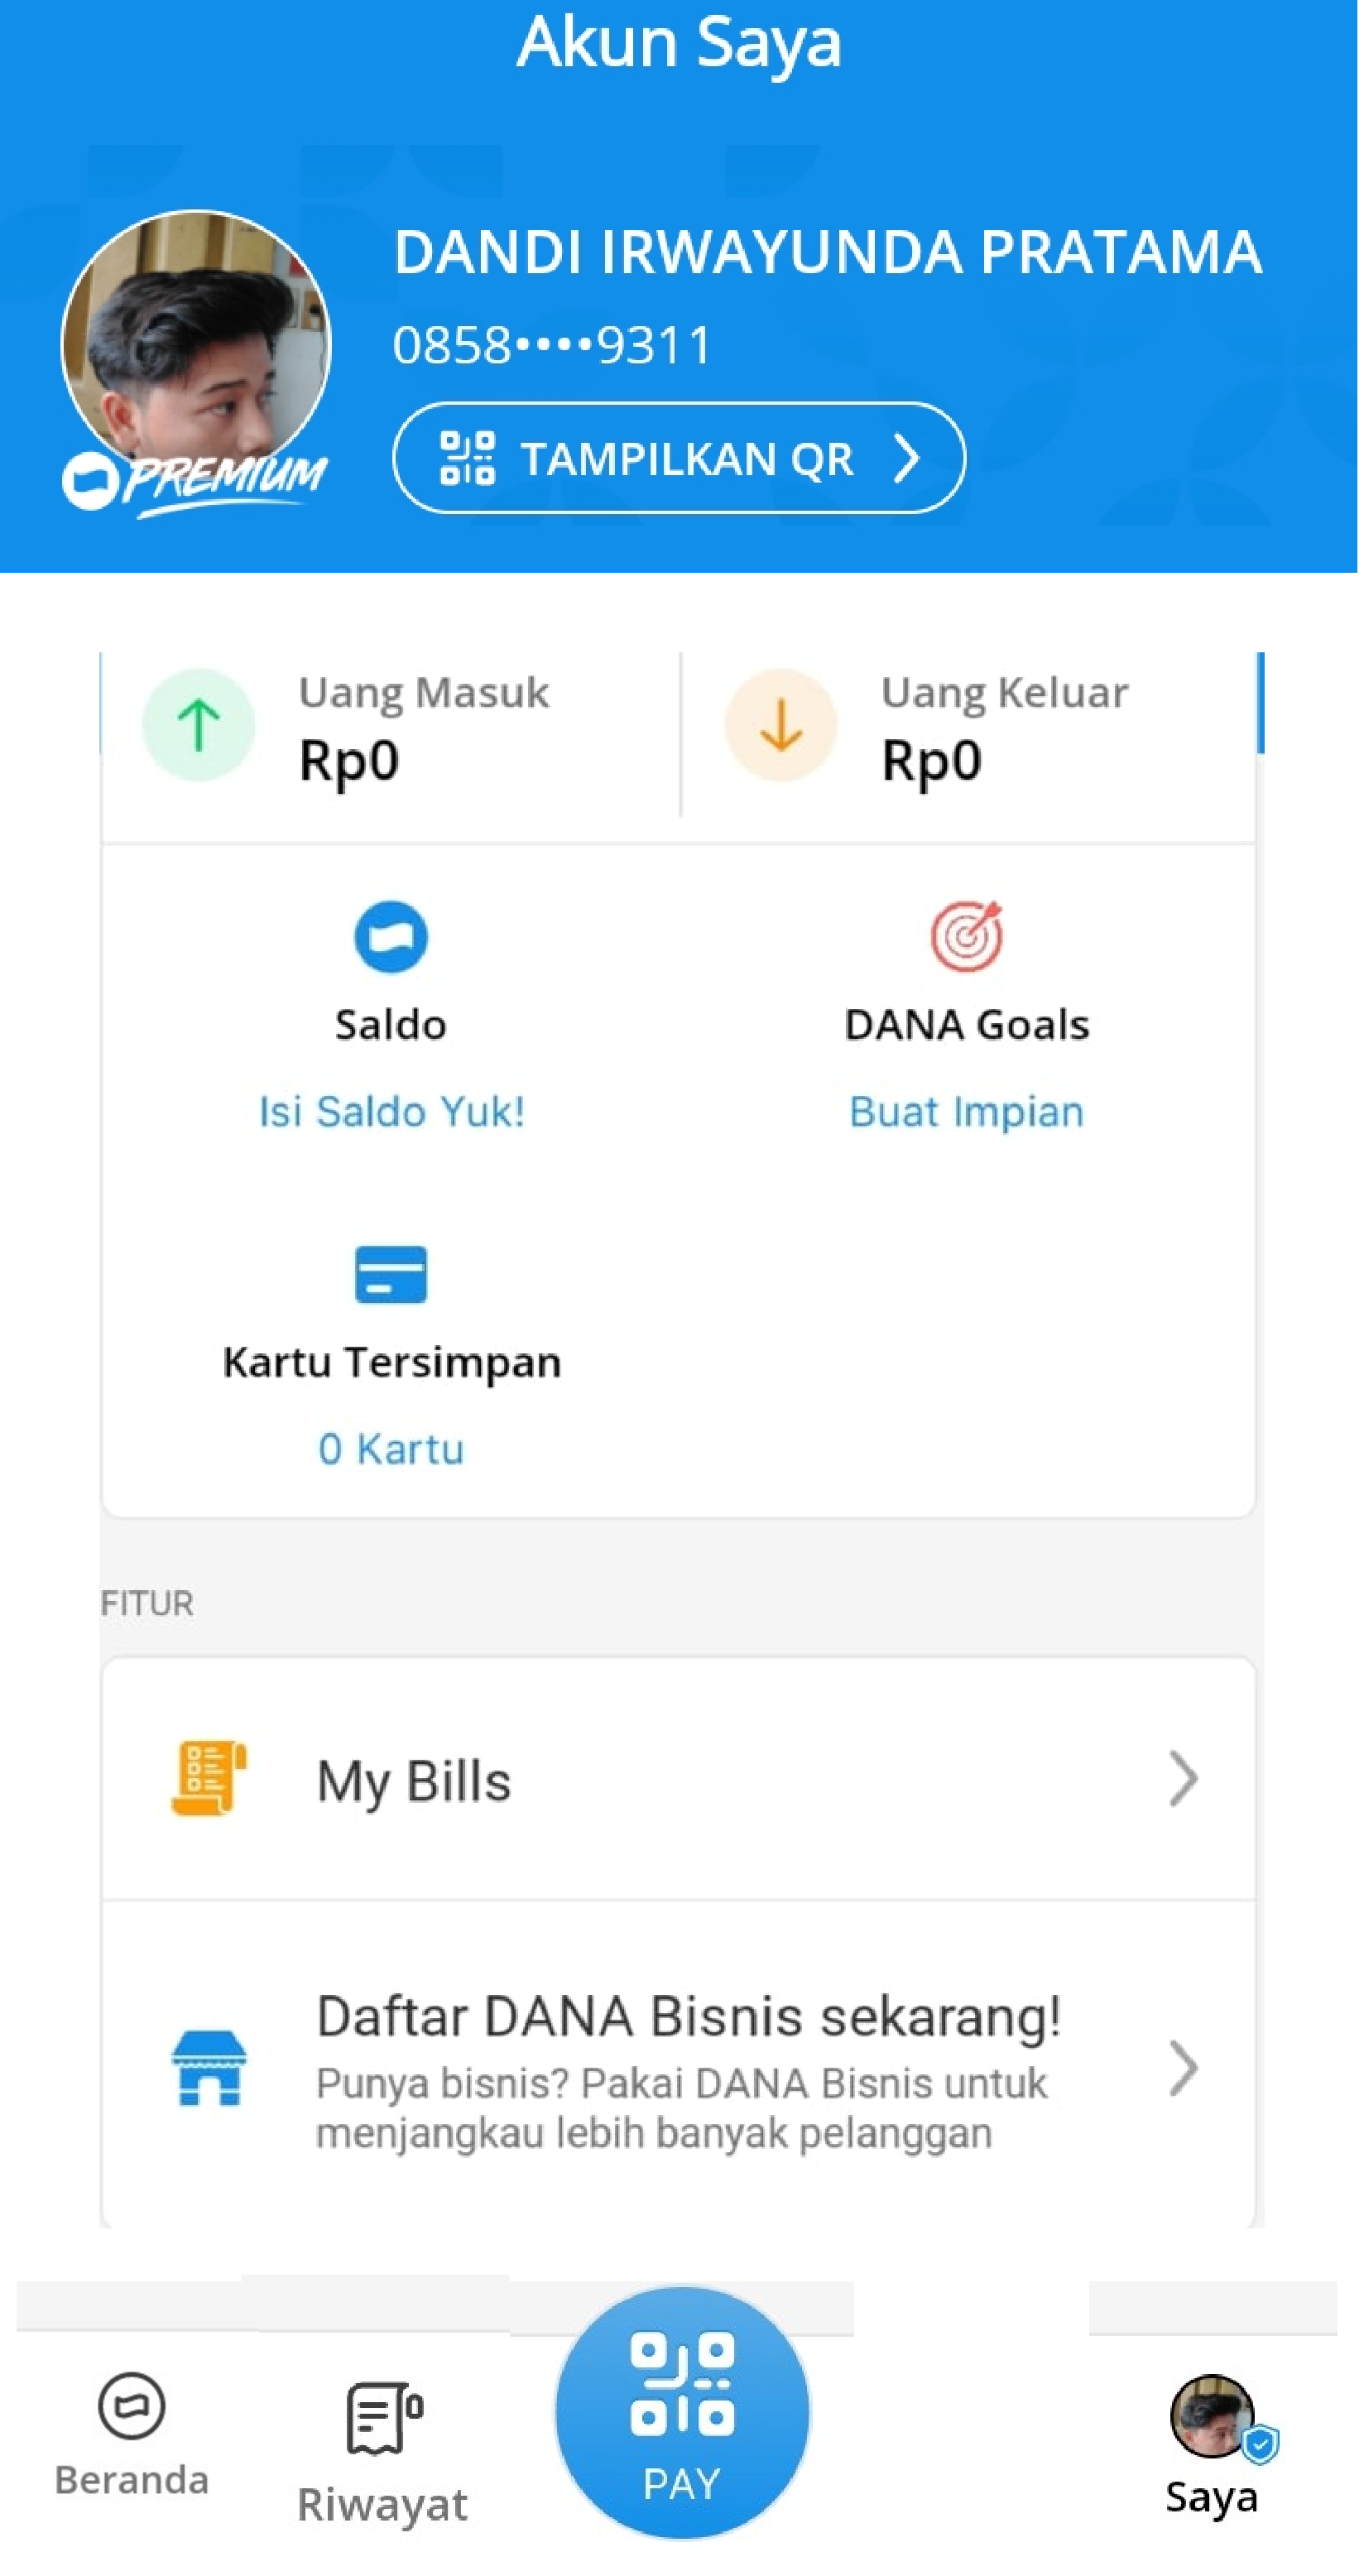 Akun Saya
DANDI IRWAYUNDA PRATAMA
0858••••9311
PREMIUM
TAMPILKAN QR
Uang Masuk
Rp0
Uang Keluar
Rp0
Saldo
Isi Saldo Yuk!
DANA Goals
Buat Impian
Kartu Tersimpan
0 Kartu
FITUR
My Bills
Daftar DANA Bisnis sekarang!
Punya bisnis? Pakai DANA Bisnis untuk
menjangkau lebih banyak pelanggan
Beranda
Riwayat
PAY
Saya